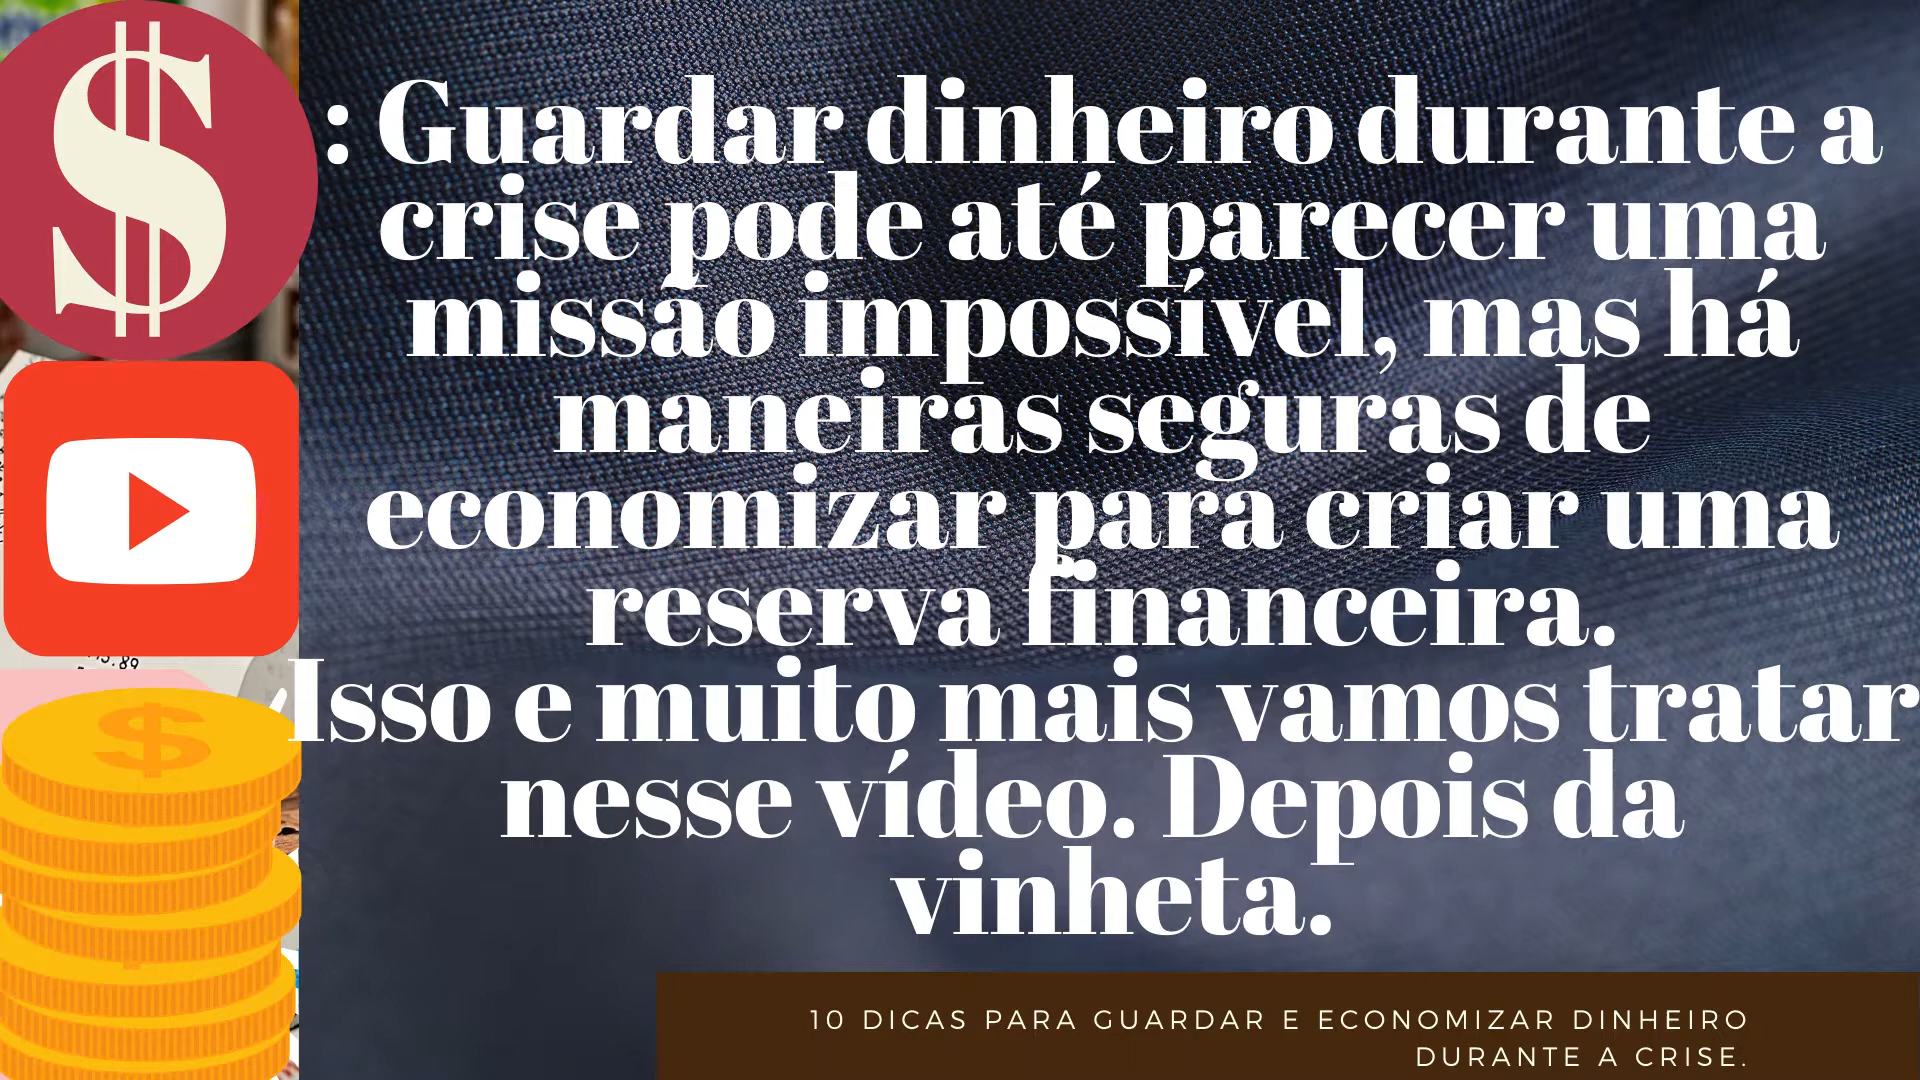 $
: Guardar dinheiro durante a
crise pode até parecer uma
missão impossível, mas há
maneiras seguras de
economizar para criar uma
reserva financeira.
Isso e muito mais vamos tratar
nesse vídeo. Depois da
vinheta.
$
10 DICAS PARA GUARDAR E ECONOMIZAR DINHEIRO
DURANTE A CRISE.